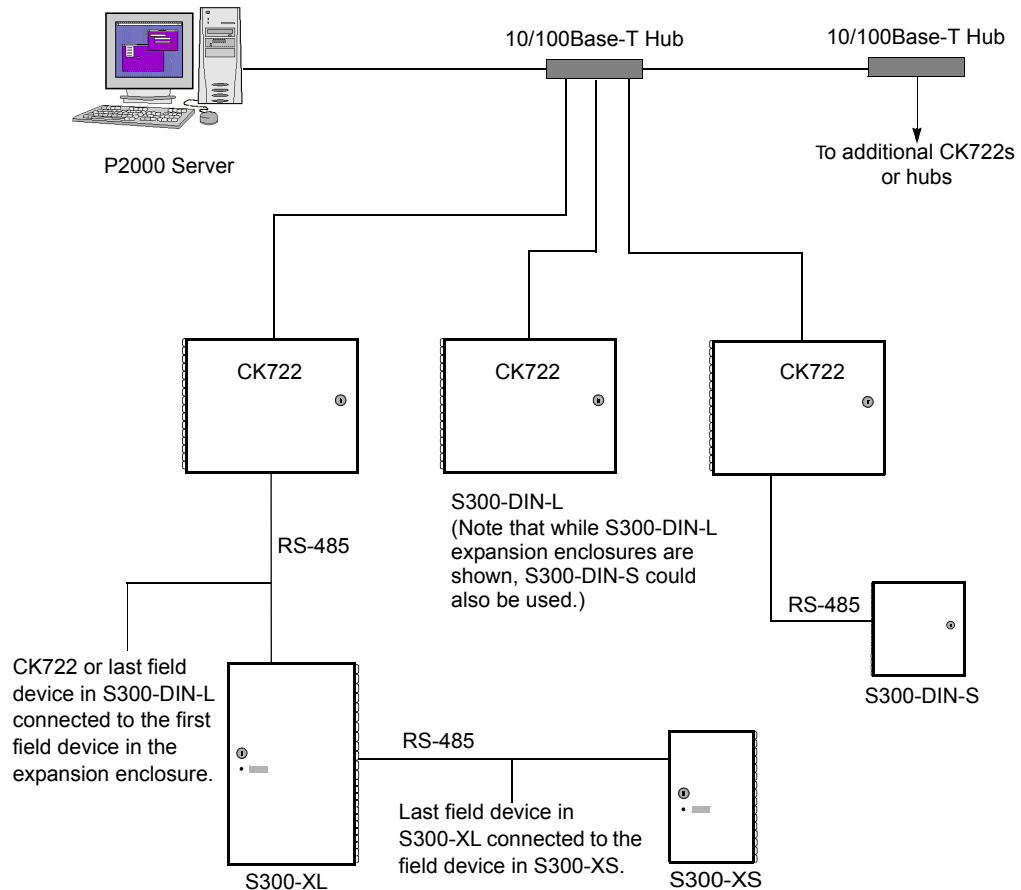 10/100Base-T Hub
10/100Base-T Hub
P2000 Server
To additional CK722s
or hubs
CK722
CK722
CK722
S300-DIN-L
(Note that while S300-DIN-L
expansion enclosures are
shown, S300-DIN-S could
also be used.)
RS-485
RS-485
S300-DIN-S
CK722 or last field
device in S300-DIN-L
connected to the first
field device in the
expansion enclosure.
RS-485
Last field device in
S300-XL connected to the
field device in S300-XS.
S300-XL
S300-XS